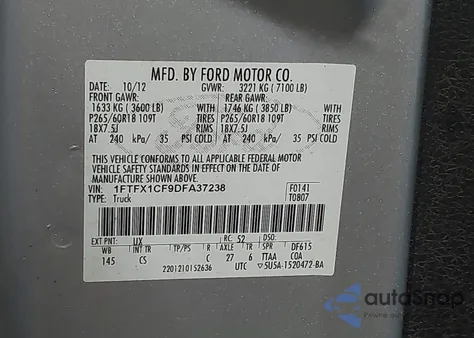 MFD. BY FORD MOTOR CO.
DATE: 10/12 GVWR: 3221 KG ( 7100 LB)
FRONT GAWR: REAR GAWR:
1633 KG ( 3600 LB) WITH 1746 KG ( 3850 LB) WITH
P265/60R18 109T TIRES P265/60R18 109T TIRES
18X7.5J RIMS 18X7.5J RIMS
AT 240 kPa/ 35 PSI COLD AT 240 kPa/ 35 PSI COLD
THIS VEHICLE CONFORMS TO ALL APPLICABLE FEDERAL MOTOR
VEHICLE SAFETY STANDARDS IN EFFECT ON THE DATE OF
MANUFACTURE SHOWN ABOVE.
VIN: 1FTFX1CF9DFA37238 F0141
TYPE: Truck T0807
EXT PNT: UX RC: 52 DSO:
WB INT TR TP/PS R AXLE TR SPR DF615
145 CS C 27 6 TTAA COA
2201210152636 UTC 5U5A-1520472-BA
autosnap